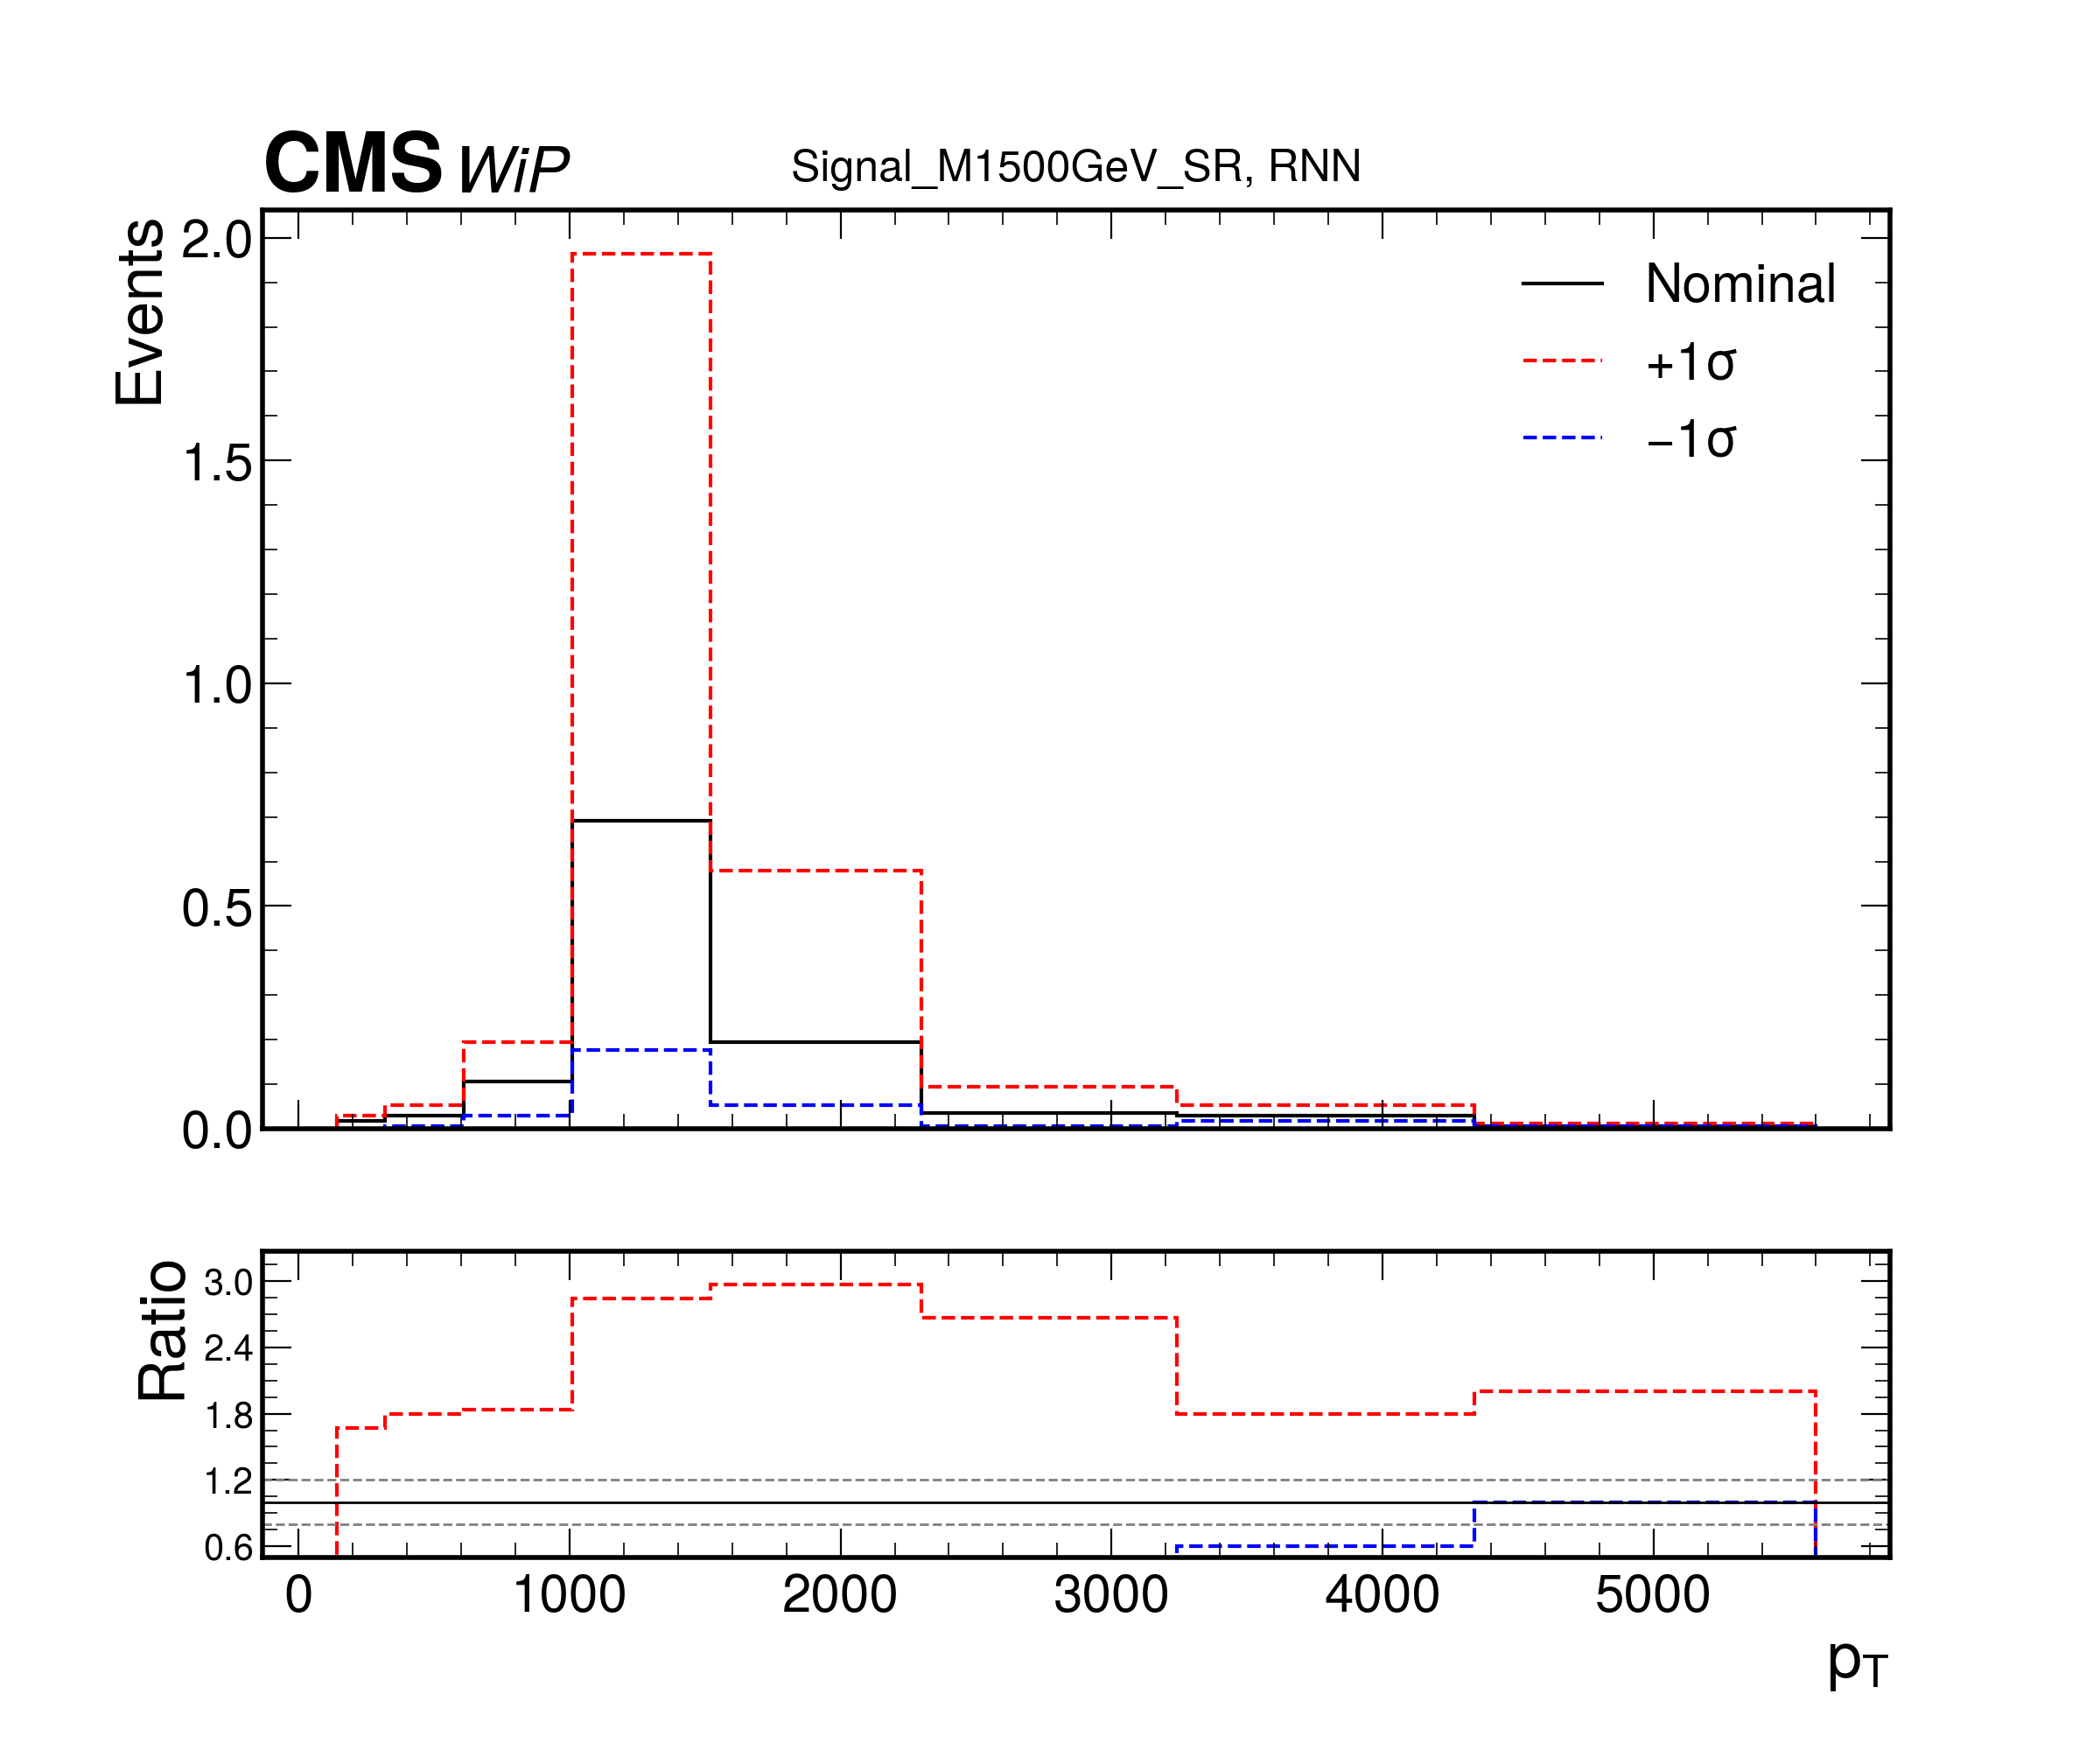 CMS WiP Signal_M1500GeV_SR, RNN
Events
2.0
1.5
1.0
0.5
0.0
Nominal
+1σ
−1σ
Ratio
3.0
2.4
1.8
1.2
0.6
0 1000 2000 3000 4000 5000
pT